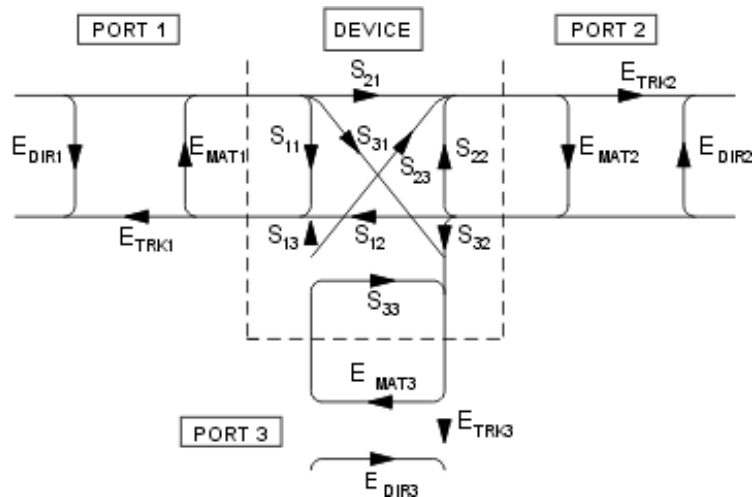 PORT 1
DEVICE
PORT 2
S21
ETRK2
EDIR1
EMAT1
S11
S31
S23
S22
EMAT2
EDIR2
ETRK1
S13
S12
S32
S33
E MAT3
PORT 3
ETRK3
EDIR3